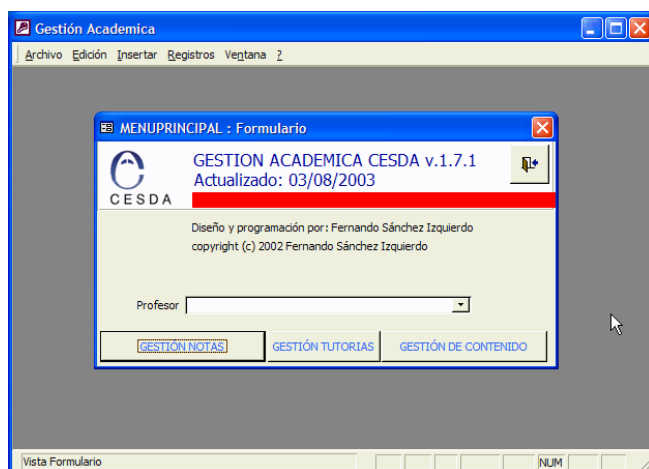 Gestión Academica
Archivo Edición Insertar Registros Ventana ?
MENUPRINCIPAL : Formulario
CESDA
GESTION ACADEMICA CESDA v.1.7.1
Actualizado: 03/08/2003
Diseño y programación por: Fernando Sánchez Izquierdo
copyright (c) 2002 Fernando Sánchez Izquierdo
Profesor
GESTIÓN NOTAS GESTIÓN TUTORIAS GESTIÓN DE CONTENIDO
Vista Formulario NUM